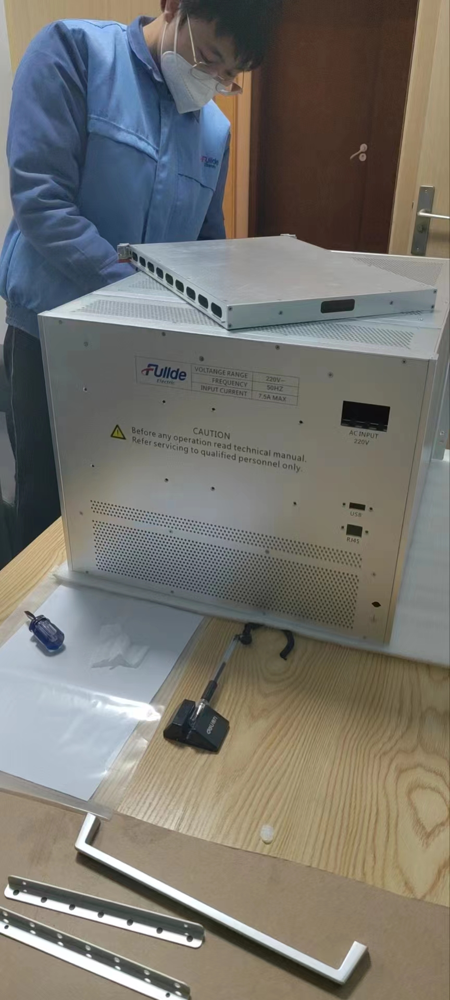 Fullde
Electric
Fullde
Electric
VOLTANGE RANGE 220V~
FREQUENCY 50HZ
INPUT CURRENT 7.5A MAX
AC INPUT
220V
CAUTION
Before any operation read technical manual.
Refer servicing to qualified personnel only.
USB
RJ45
deli